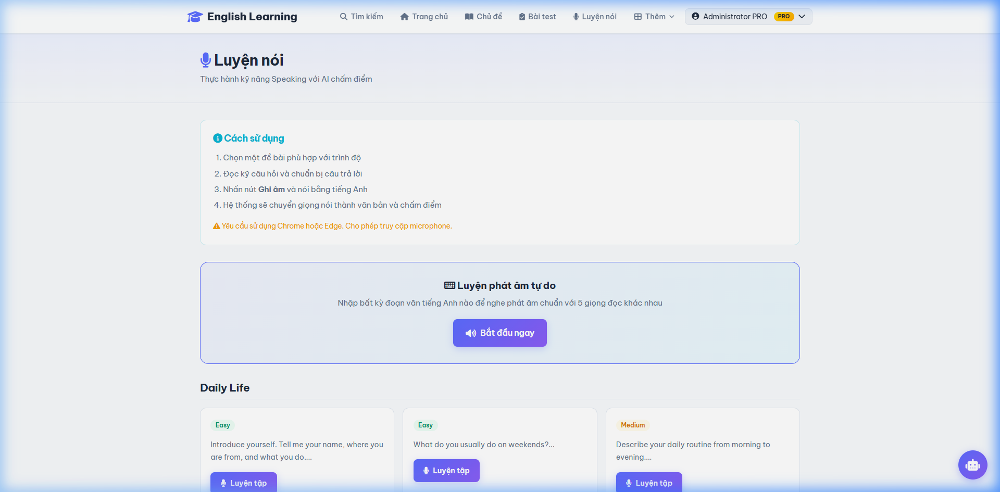 English Learning
Tìm kiếm
Trang chủ
Chủ đề
Bài test
Luyện nói
Thêm
Administrator PRO
PRO
Luyện nói
Thực hành kỹ năng Speaking với AI chấm điểm
Cách sử dụng
1. Chọn một đề bài phù hợp với trình độ
2. Đọc kỹ câu hỏi và chuẩn bị câu trả lời
3. Nhấn nút Ghi âm và nói bằng tiếng Anh
4. Hệ thống sẽ chuyển giọng nói thành văn bản và chấm điểm
Yêu cầu sử dụng Chrome hoặc Edge. Cho phép truy cập microphone.
Luyện phát âm tự do
Nhập bất kỳ đoạn văn tiếng Anh nào để nghe phát âm chuẩn với 5 giọng đọc khác nhau
Bắt đầu ngay
Daily Life
Easy
Introduce yourself. Tell me your name, where you
are from, and what you do....
Luyện tập
Easy
What do you usually do on weekends?...
Luyện tập
Medium
Describe your daily routine from morning to
evening....
Luyện tập